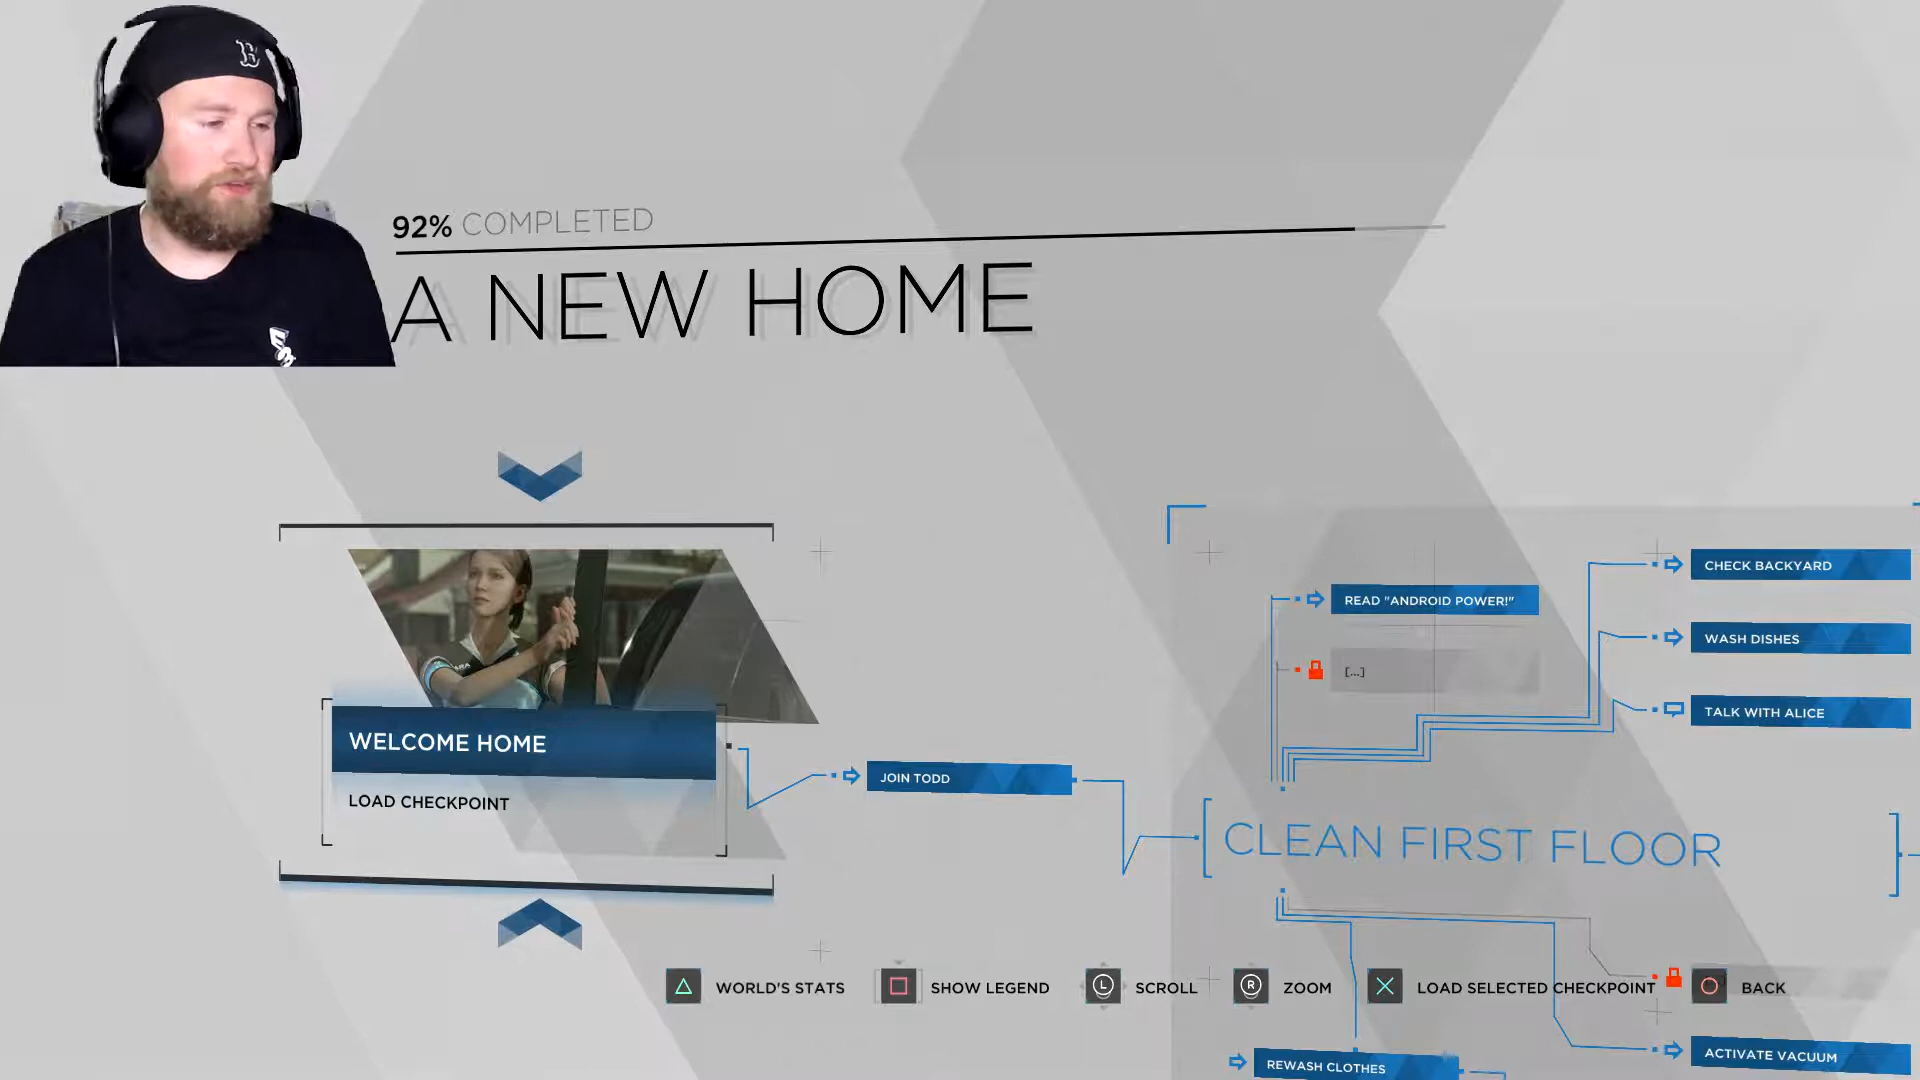 92% COMPLETED
A NEW HOME
WELCOME HOME
LOAD CHECKPOINT
JOIN TODD
READ "ANDROID POWER!"
[...]
CHECK BACKYARD
WASH DISHES
TALK WITH ALICE
CLEAN FIRST FLOOR
WORLD'S STATS
SHOW LEGEND
L
SCROLL
R
ZOOM
LOAD SELECTED CHECKPOINT
BACK
REWASH CLOTHES
ACTIVATE VACUUM
B